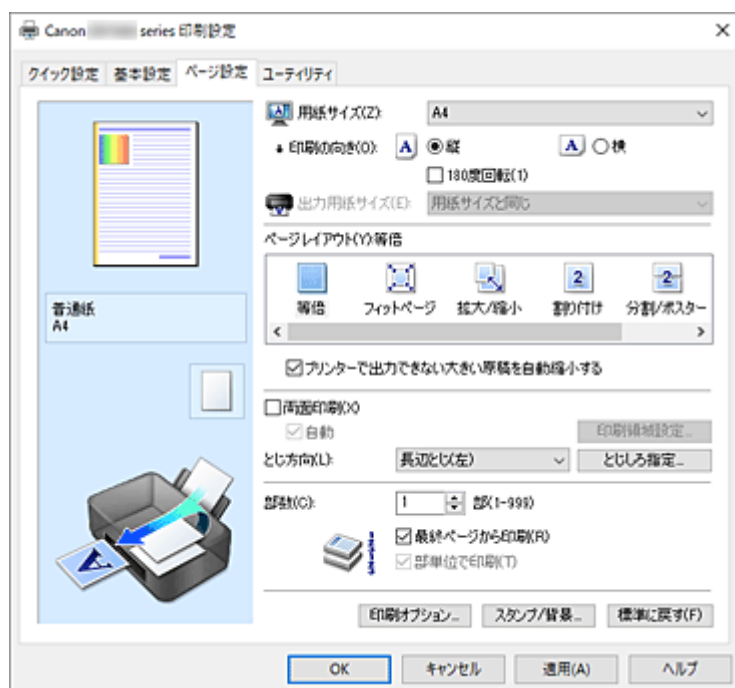 Canon series 印刷設定
クイック設定 基本設定 ページ設定 ユーティリティ
用紙サイズ(Z): A4
印刷の向き(O): A 縦 A 横
180度回転(1)
出力用紙サイズ(E): 用紙サイズと同じ
ページレイアウト(Y):等倍
等倍 フィットページ 拡大/縮小 割り付け 分割/ポスター
普通紙
A4
プリンターで出力できない大きい原稿を自動縮小する
両面印刷(X)
自動 印刷領域設定...
とじ方向(L): 長辺とじ(左) とじしろ指定...
部数(C): 1 部(1-999)
最終ページから印刷(R)
部単位で印刷(T)
印刷オプション... スタンプ/背景... 標準に戻す(F)
OK キャンセル 適用(A) ヘルプ